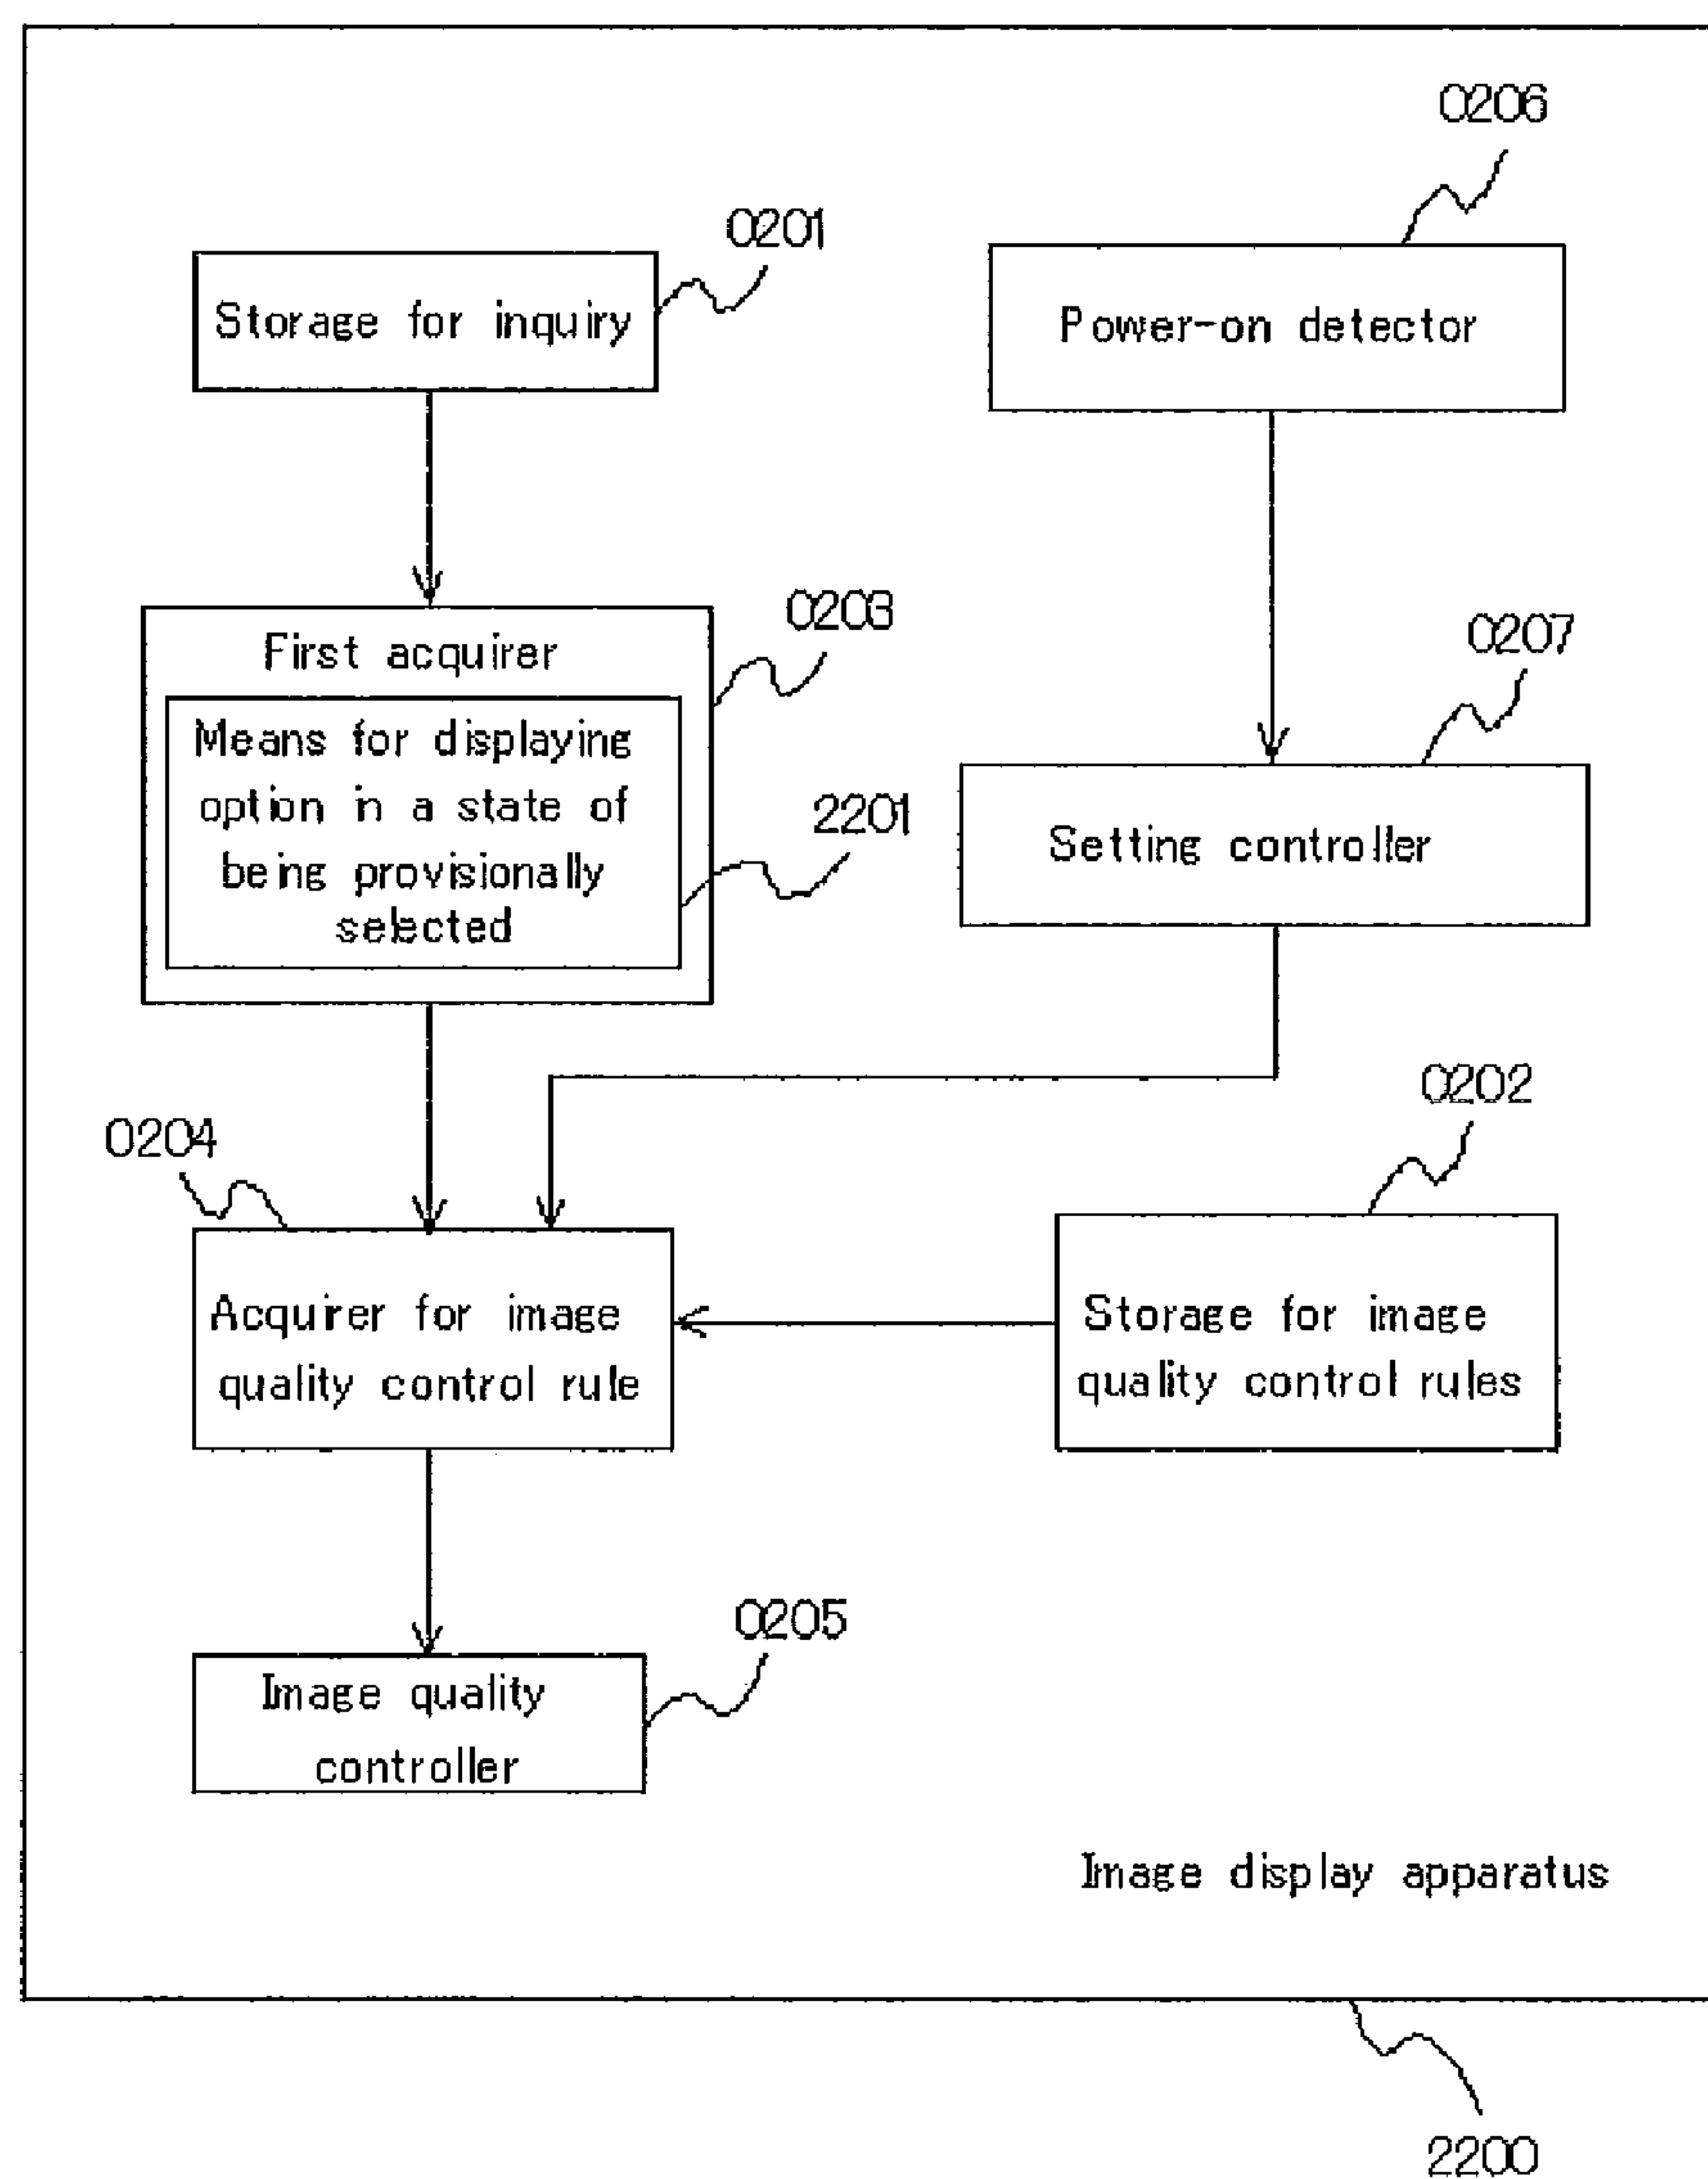 0206
0201
Storage for inquiry
Power-on detector
0203
First acquirer
0207
Means for displaying
option in a state of
being provisionally
selected
2201
Setting controller
0202
0204
Acquirer for image
quality control rule
Storage for image
quality control rules
0205
Image quality
controller
Image display apparatus
2200